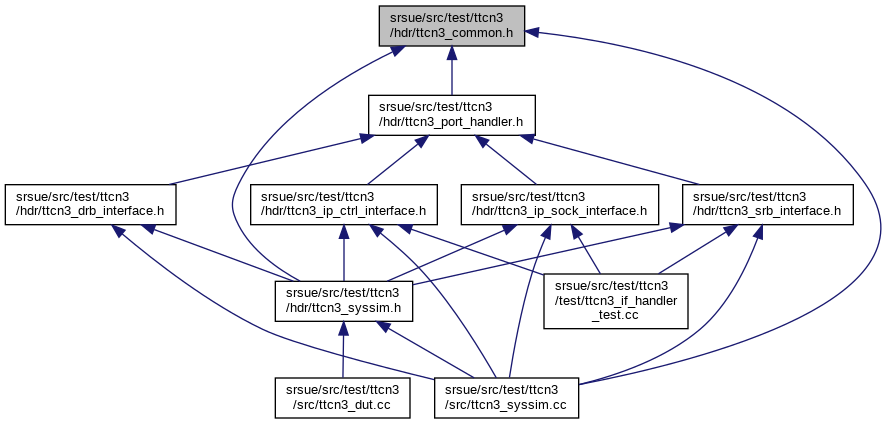 srsue/src/test/ttcn3
/hdr/ttcn3_common.h
srsue/src/test/ttcn3
/hdr/ttcn3_port_handler.h
srsue/src/test/ttcn3
/hdr/ttcn3_drb_interface.h
srsue/src/test/ttcn3
/hdr/ttcn3_ip_ctrl_interface.h
srsue/src/test/ttcn3
/hdr/ttcn3_ip_sock_interface.h
srsue/src/test/ttcn3
/hdr/ttcn3_srb_interface.h
srsue/src/test/ttcn3
/hdr/ttcn3_syssim.h
srsue/src/test/ttcn3
/test/ttcn3_if_handler
_test.cc
srsue/src/test/ttcn3
/src/ttcn3_dut.cc
srsue/src/test/ttcn3
/src/ttcn3_syssim.cc